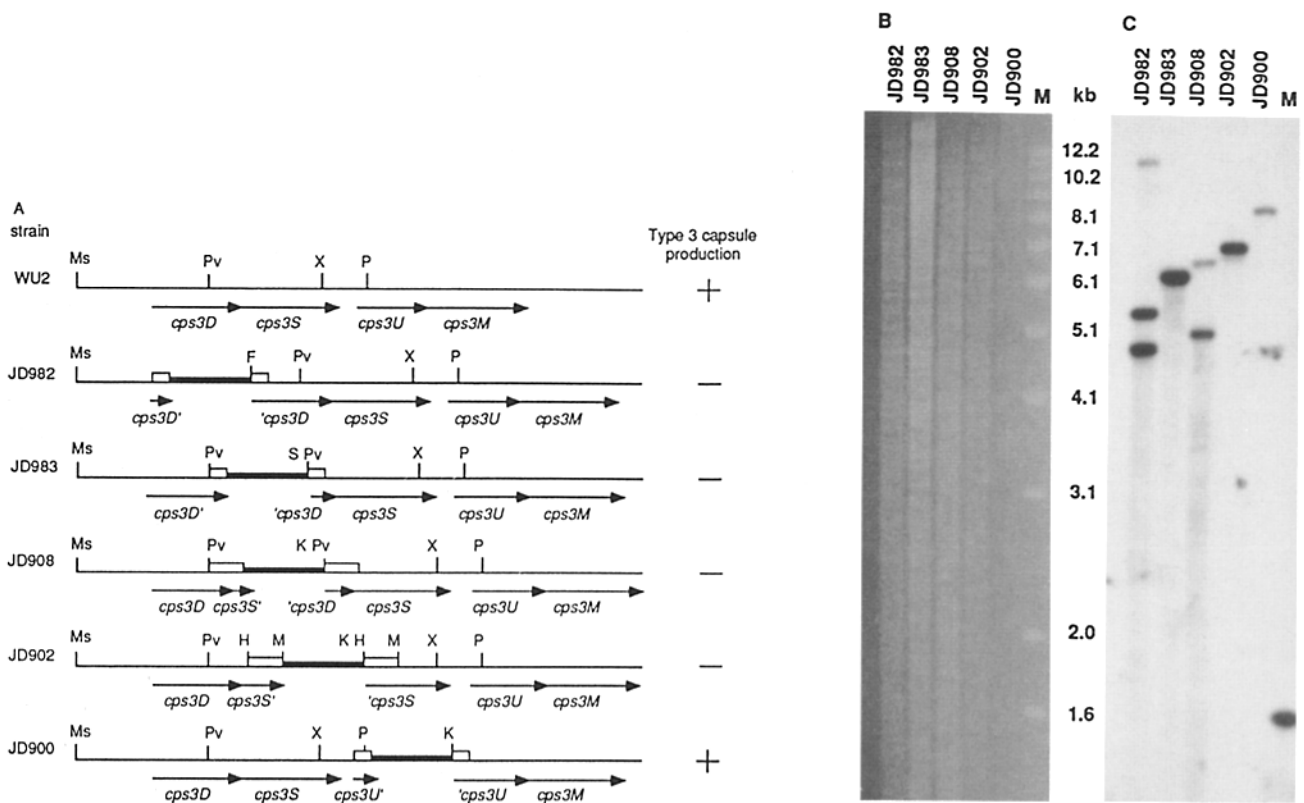 A
strain
Type 3 capsule
production
WU2
Ms Pv X P
+
cps3D cps3S cps3U cps3M
JD982
Ms F Pv X P
–
cps3D' 'cps3D cps3S cps3U cps3M
JD983
Ms Pv S Pv X P
–
cps3D' 'cps3D cps3S cps3U cps3M
JD908
Ms Pv K Pv X P
–
cps3D cps3S' 'cps3D cps3S cps3U cps3M
JD902
Ms Pv H M K H M X P
–
cps3D cps3S' 'cps3S cps3U cps3M
JD900
Ms Pv X P K
+
cps3D cps3S cps3U' 'cps3U cps3M
B
JD982 JD983 JD908 JD902 JD900 M
kb
12.2
10.2
8.1
7.1
6.1
5.1
4.1
3.1
2.0
1.6
C
JD982 JD983 JD908 JD902 JD900 M